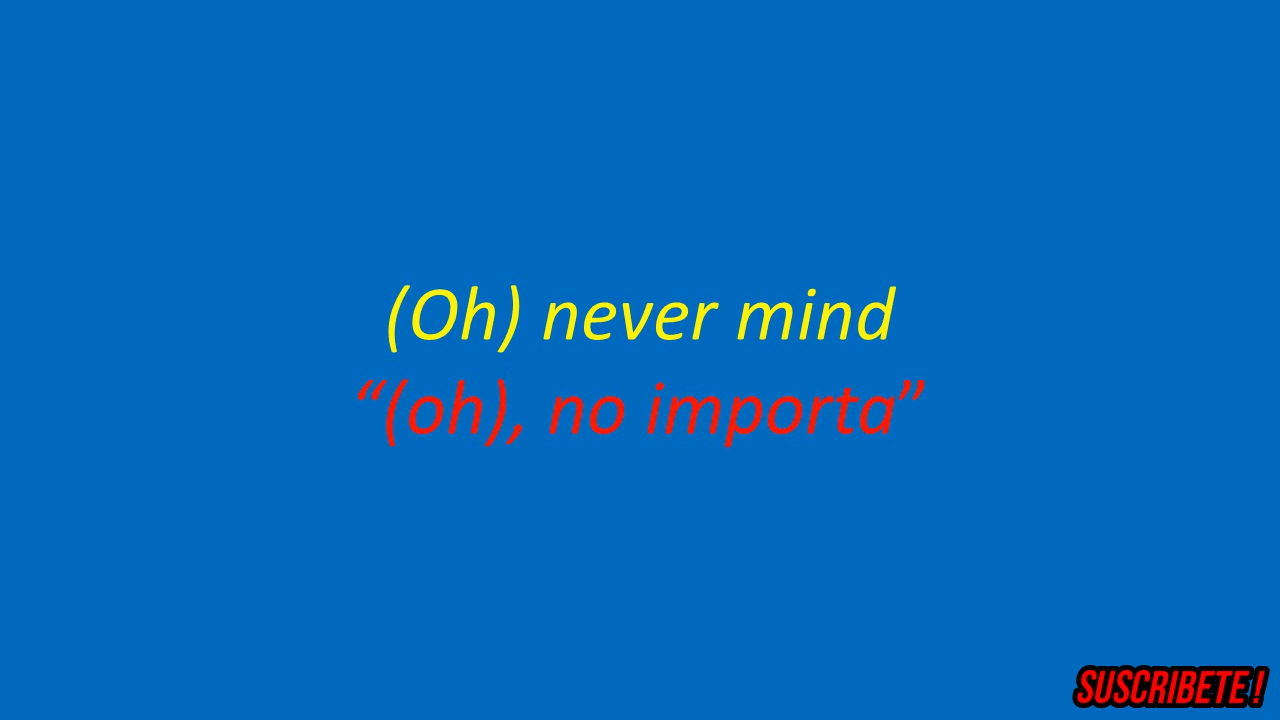 (Oh) never mind
“(oh), no importa”
SUSCRIBETE !